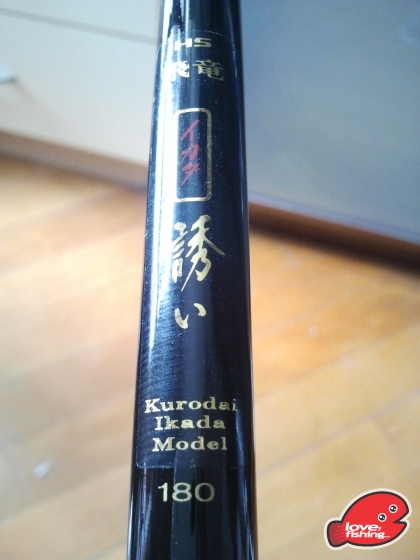 HS
飛竜
イカダ
誘い
Kurodai
Ikada
Model
180
love,
fishing...